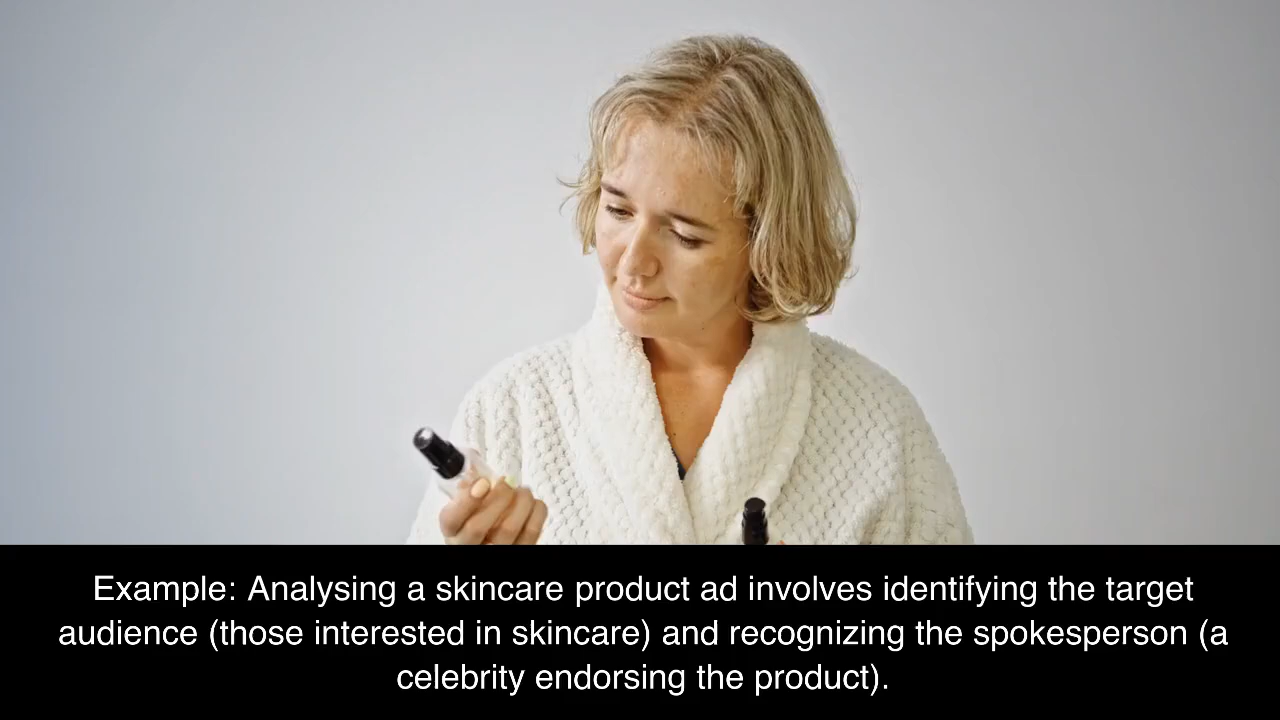 Example: Analysing a skincare product ad involves identifying the target
audience (those interested in skincare) and recognizing the spokesperson (a
celebrity endorsing the product).